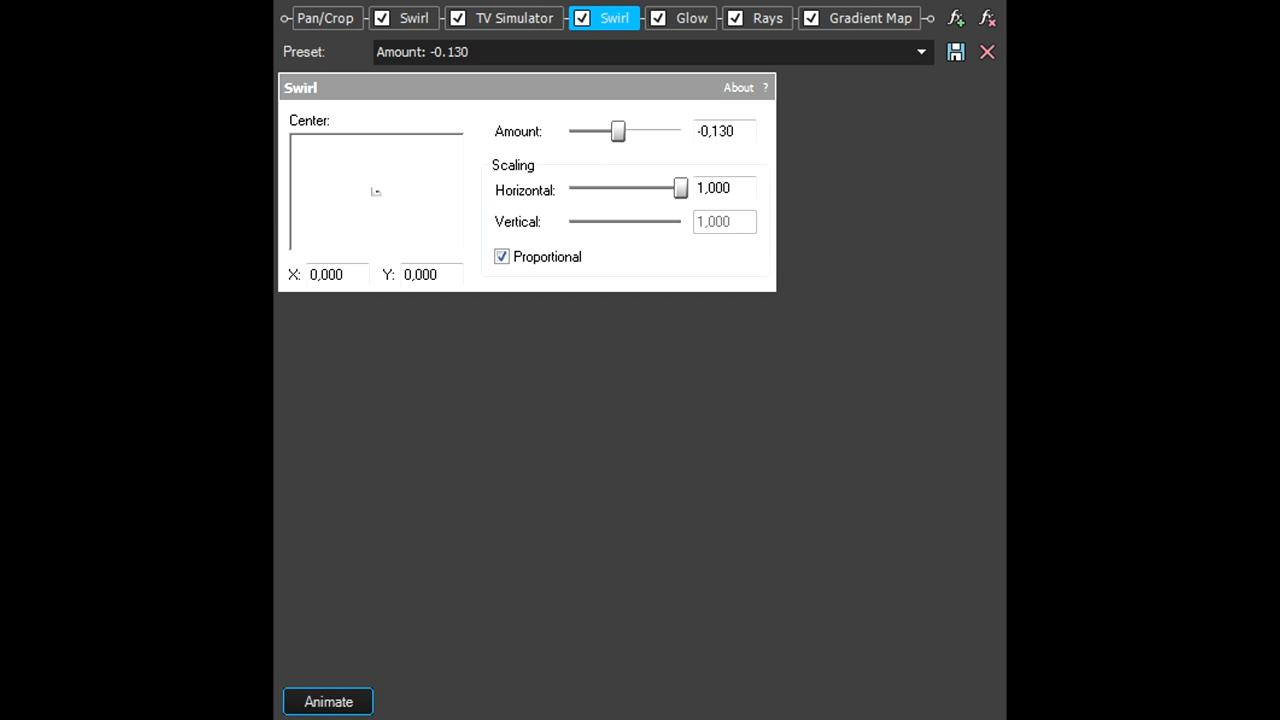 Pan/Crop Swirl TV Simulator Swirl Glow Rays Gradient Map
Preset: Amount: -0.130
Swirl About ?
Center:
Amount: -0,130
Scaling
Horizontal: 1,000
Vertical: 1,000
Proportional
X: 0,000 Y: 0,000
Animate